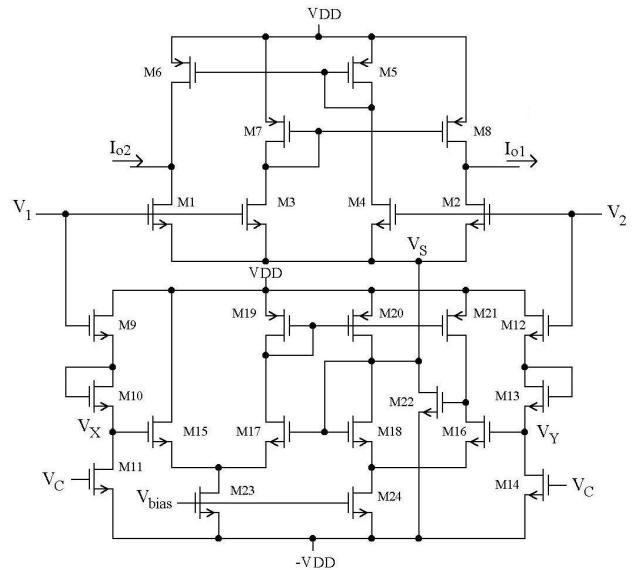 VDD
M6
M5
M7
M8
Io2
Io1
V1
M1
M3
M4
M2
V2
VS
VDD
M9
M19
M20
M21
M12
M10
M22
M13
VX
M15
M17
M18
M16
VY
VC
M11
Vbias
M23
M24
M14
VC
-VDD